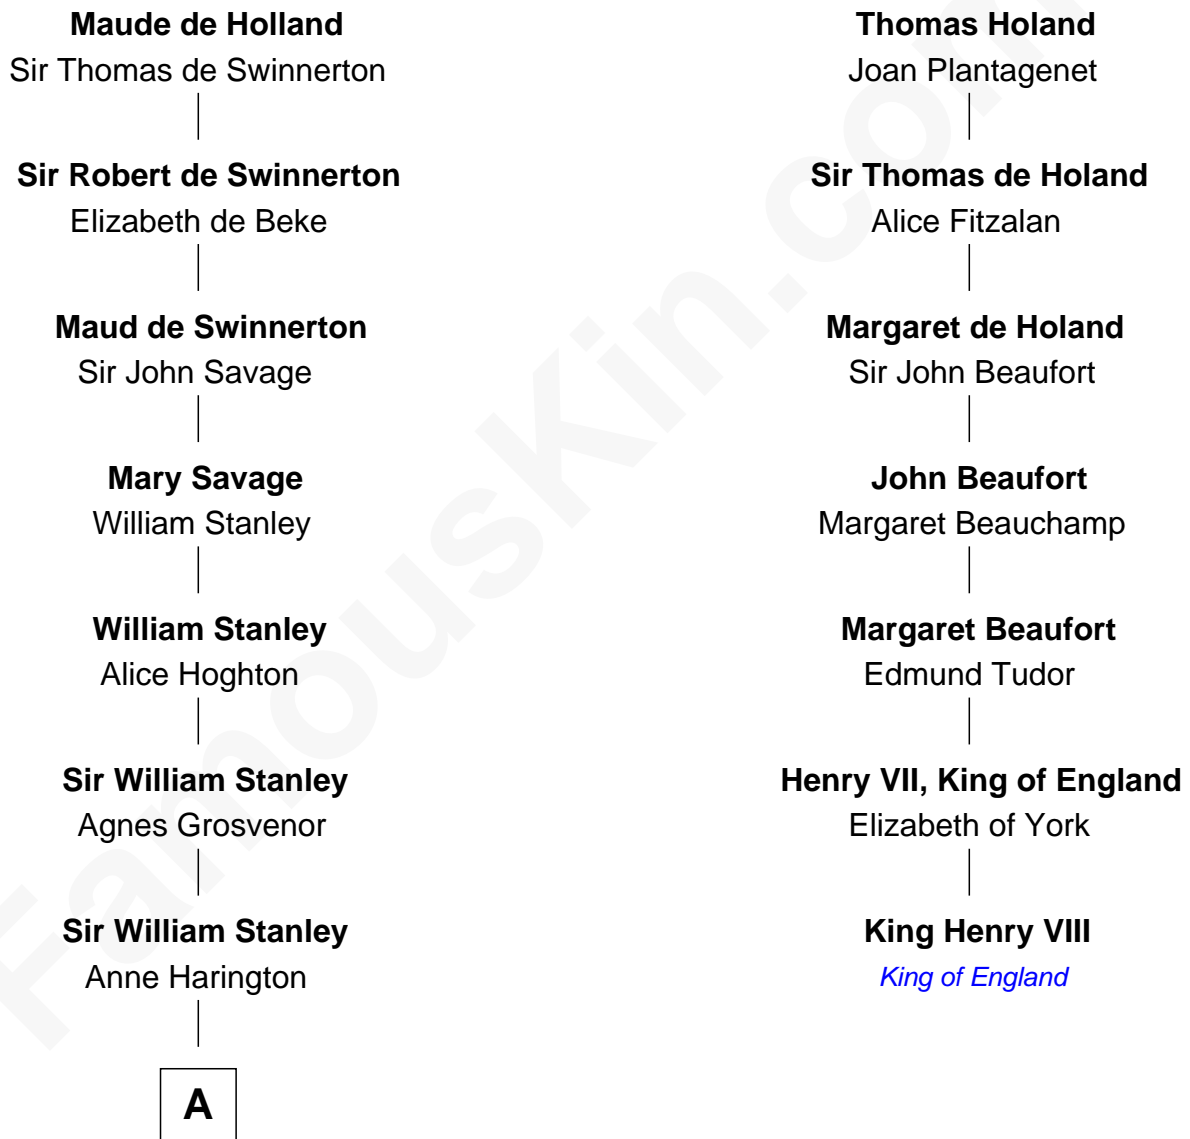 Maude de Holland
Sir Thomas de Swinnerton
Sir Robert de Swinnerton
Elizabeth de Beke
Maud de Swinnerton
Sir John Savage
Mary Savage
William Stanley
William Stanley
Alice Hoghton
Sir William Stanley
Agnes Grosvenor
Sir William Stanley
Anne Harington
A
Thomas Holand
Joan Plantagenet
Sir Thomas de Holand
Alice Fitzalan
Margaret de Holand
Sir John Beaufort
John Beaufort
Margaret Beauchamp
Margaret Beaufort
Edmund Tudor
Henry VII, King of England
Elizabeth of York
King Henry VIII
King of England
FamousKin.com